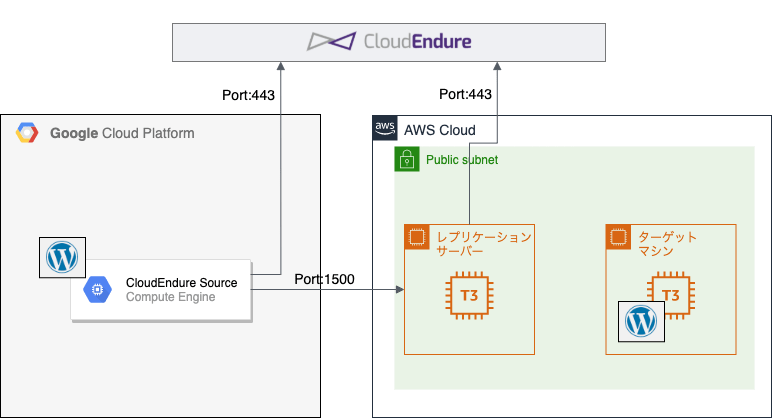 CloudEndure
Port:443
Port:443
Google Cloud Platform
aws
AWS Cloud
Public subnet
レプリケーション
サーバー
ターゲット
マシン
CloudEndure Source
Compute Engine
Port:1500
T3
T3